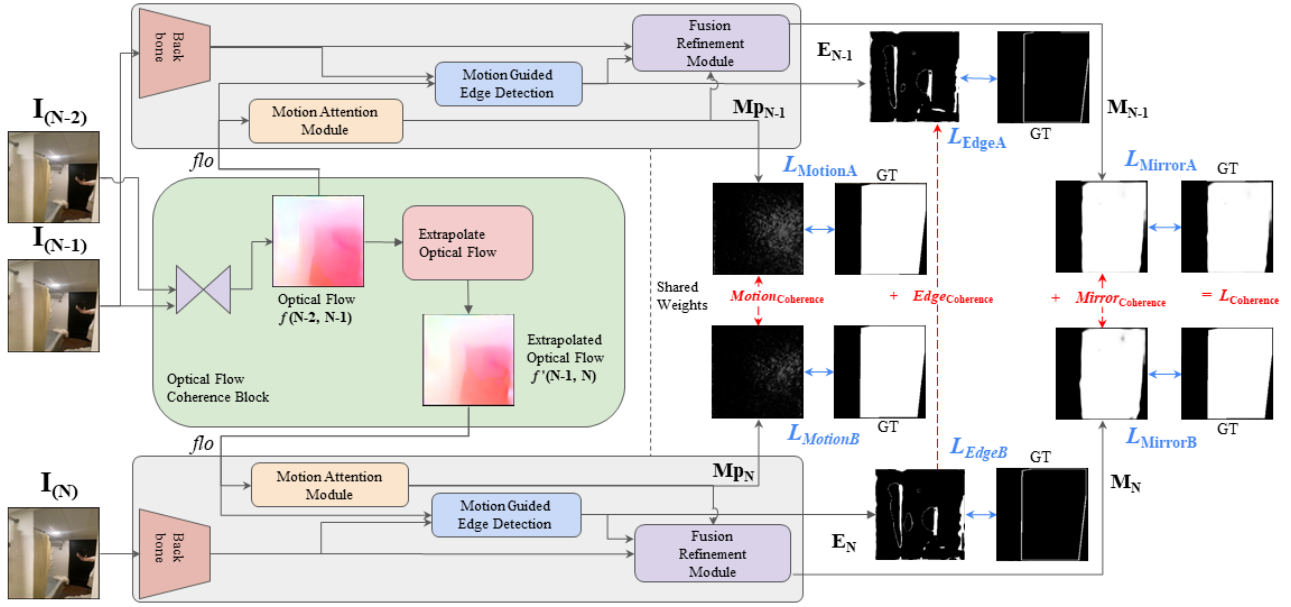 Back
bone
Fusion
Refinement
Module
Motion Guided
Edge Detection
Motion Attention
Module
I(N-2)
flo
Mp_N-1
E_N-1
GT
L_EdgeA
M_N-1
L_MotionA
GT
L_MirrorA
GT
I(N-1)
Optical Flow
f(N-2, N-1)
Extrapolate
Optical Flow
Extrapolated
Optical Flow
f'(N-1, N)
Optical Flow
Coherence Block
Shared
Weights
Motion_Coherence + Edge_Coherence + Mirror_Coherence = L_Coherence
L_MotionB
GT
L_MirrorB
GT
flo
I(N)
Back
bone
Motion Attention
Module
Motion Guided
Edge Detection
Fusion
Refinement
Module
Mp_N
E_N
L_EdgeB
GT
M_N